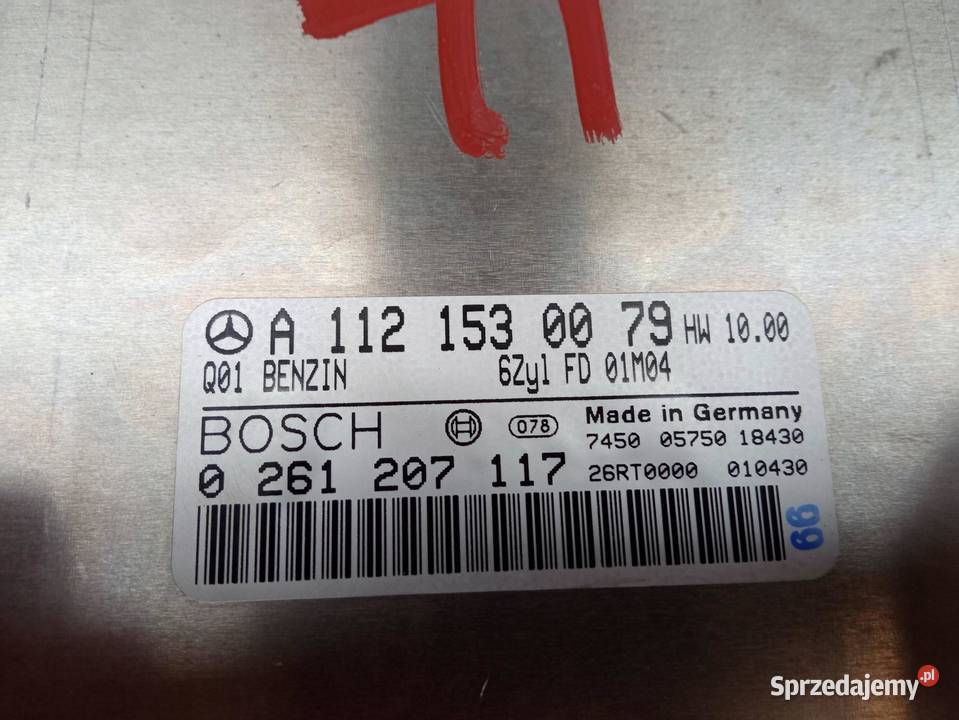 A 112 153 00 79 HW 10.00
Q01 BENZIN 6Zyl FD 01M04
BOSCH 078 Made in Germany
7450 05750 18430
0 261 207 117 26RT0000 010430
66
Sprzedajemy.pl